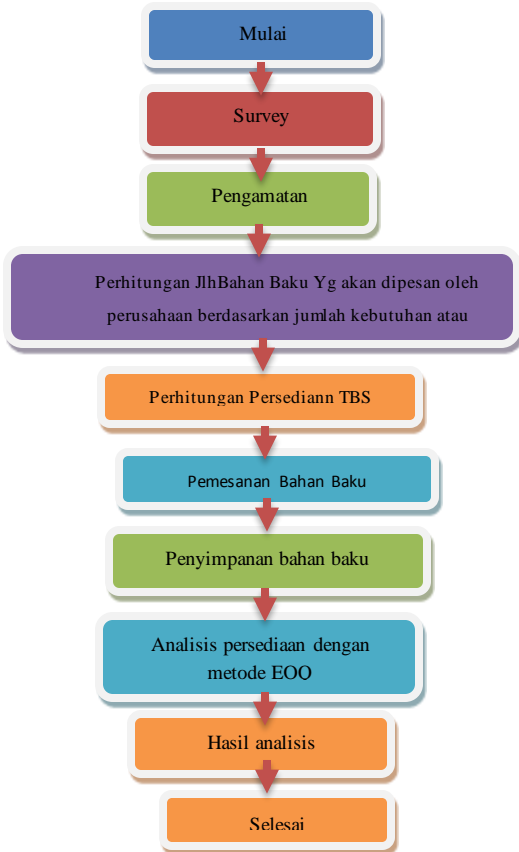 Mulai
Survey
Pengamatan
Perhitungan JlhBahan Baku Yg akan dipesan oleh
perusahaan berdasarkan jumlah kebutuhan atau
Perhitungan Persediann TBS
Pemesanan Bahan Baku
Penyimpanan bahan baku
Analisis persediaan dengan
metode EOQ
Hasil analisis
Selesai